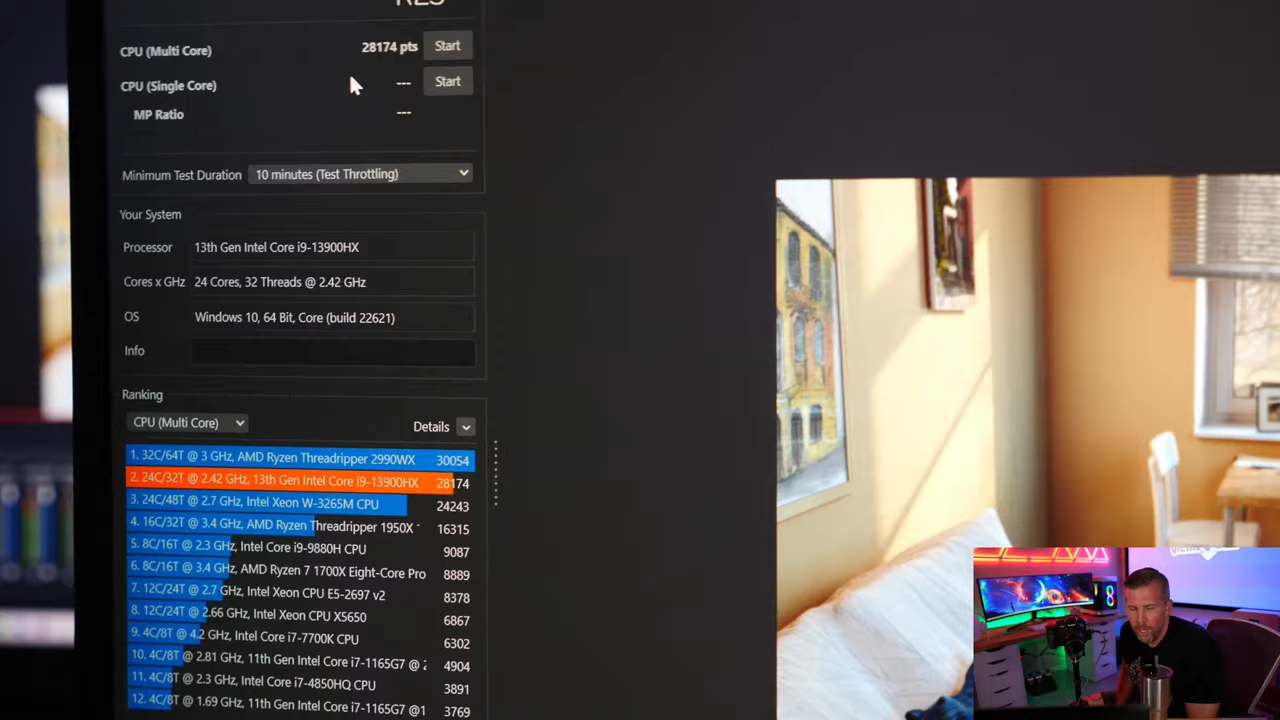 CPU (Multi Core) 28174 pts Start
CPU (Single Core) --- Start
MP Ratio ---
Minimum Test Duration 10 minutes (Test Throttling)
Your System
Processor 13th Gen Intel Core i9-13900HX
Cores x GHz 24 Cores, 32 Threads @ 2.42 GHz
OS Windows 10, 64 Bit, Core (build 22621)
Info
Ranking
CPU (Multi Core) Details
1. 32C/64T @ 3 GHz, AMD Ryzen Threadripper 2990WX 30054
2. 24C/32T @ 2.42 GHz, 13th Gen Intel Core i9-13900HX 28174
3. 24C/48T @ 2.7 GHz, Intel Xeon W-3265M CPU 24243
4. 16C/32T @ 3.4 GHz, AMD Ryzen Threadripper 1950X 16315
5. 8C/16T @ 2.3 GHz, Intel Core i9-9880H CPU 9087
6. 8C/16T @ 3.4 GHz, AMD Ryzen 7 1700X Eight-Core Pro 8889
7. 12C/24T @ 2.7 GHz, Intel Xeon CPU E5-2697 v2 8378
8. 12C/24T @ 2.66 GHz, Intel Xeon CPU X5650 6867
9. 4C/8T @ 4.2 GHz, Intel Core i7-7700K CPU 6302
10. 4C/8T @ 2.81 GHz, 11th Gen Intel Core i7-1165G7 @ 2 4904
11. 4C/8T @ 2.3 GHz, Intel Core i7-4850HQ CPU 3891
12. 4C/8T @ 1.69 GHz, 11th Gen Intel Core i7-1165G7 @1 3769